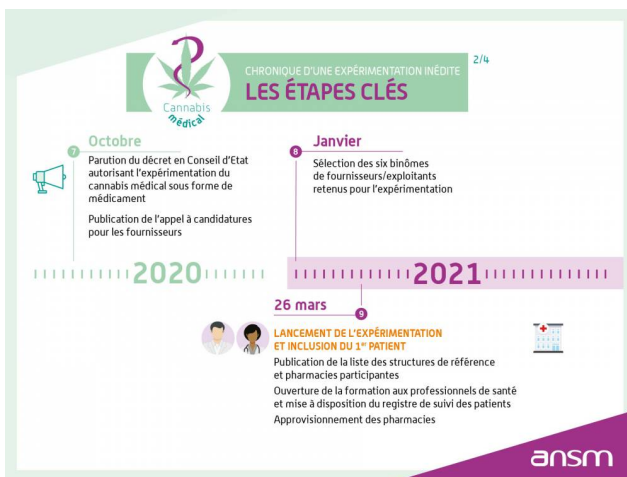 CHRONIQUE D'UNE EXPÉRIMENTATION INÉDITE
2/4
LES ÉTAPES CLÉS
Cannabis
médical
Octobre
7
Parution du décret en Conseil d'Etat
autorisant l'expérimentation du
cannabis médical sous forme de
médicament
Publication de l'appel à candidatures
pour les fournisseurs
Janvier
8
Sélection des six binômes
de fournisseurs/exploitants
retenus pour l'expérimentation
2020
2021
26 mars
9
LANCEMENT DE L'EXPÉRIMENTATION
ET INCLUSION DU 1er PATIENT
Publication de la liste des structures de référence
et pharmacies participantes
Ouverture de la formation aux professionnels de santé
et mise à disposition du registre de suivi des patients
Approvisionnement des pharmacies
ansm